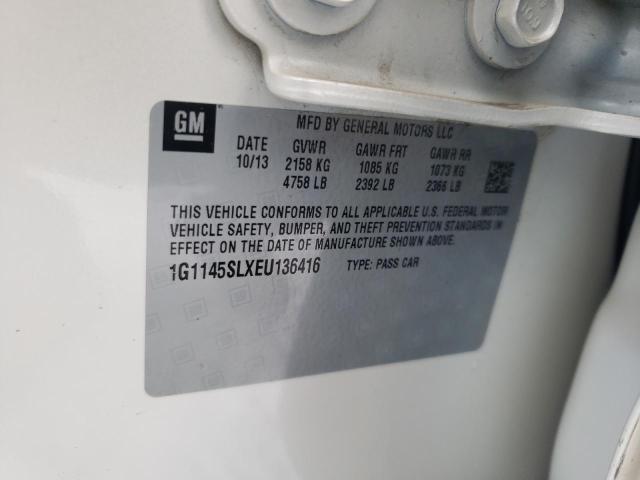 GM
MFD BY GENERAL MOTORS LLC
DATE GVWR GAWR FRT GAWR RR
10/13 2158 KG 1085 KG 1073 KG
4758 LB 2392 LB 2366 LB
THIS VEHICLE CONFORMS TO ALL APPLICABLE U.S. FEDERAL MOTOR
VEHICLE SAFETY, BUMPER, AND THEFT PREVENTION STANDARDS
IN EFFECT ON THE DATE OF MANUFACTURE SHOWN ABOVE.
1G1145SLXEU136416 TYPE: PASS CAR